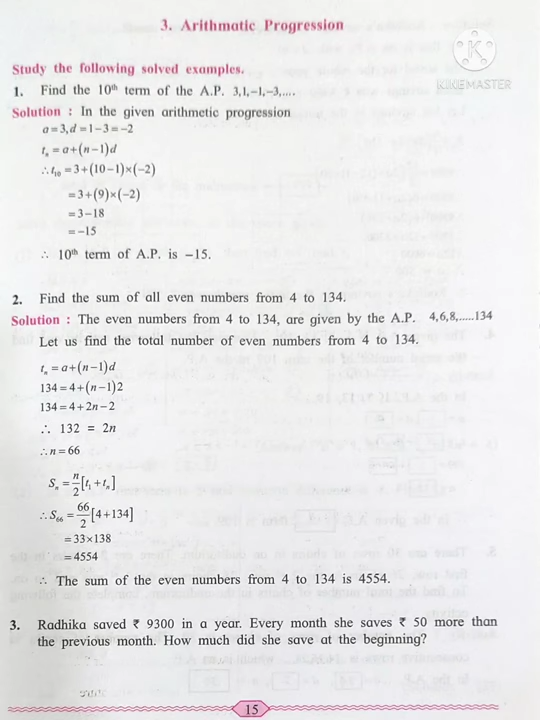 3. Arithmatic Progression
KINEMASTER
Study the following solved examples.
1. Find the 10th term of the A.P. 3,1,−1,−3,....
Solution : In the given arithmetic progression
a=3,d=1−3=−2
tₙ=a+(n−1)d
∴t₁₀=3+(10−1)×(−2)
=3+(9)×(−2)
=3−18
=−15
∴ 10th term of A.P. is −15.
2. Find the sum of all even numbers from 4 to 134.
Solution : The even numbers from 4 to 134, are given by the A.P. 4,6,8,.....134
Let us find the total number of even numbers from 4 to 134.
tₙ=a+(n−1)d
134=4+(n−1)2
134=4+2n−2
∴ 132 = 2n
∴n=66
Sₙ=n/2[t₁+tₙ]
∴S₆₆=66/2[4+134]
=33×138
=4554
∴ The sum of the even numbers from 4 to 134 is 4554.
3. Radhika saved ₹ 9300 in a year. Every month she saves ₹ 50 more than
the previous month. How much did she save at the beginning?
15